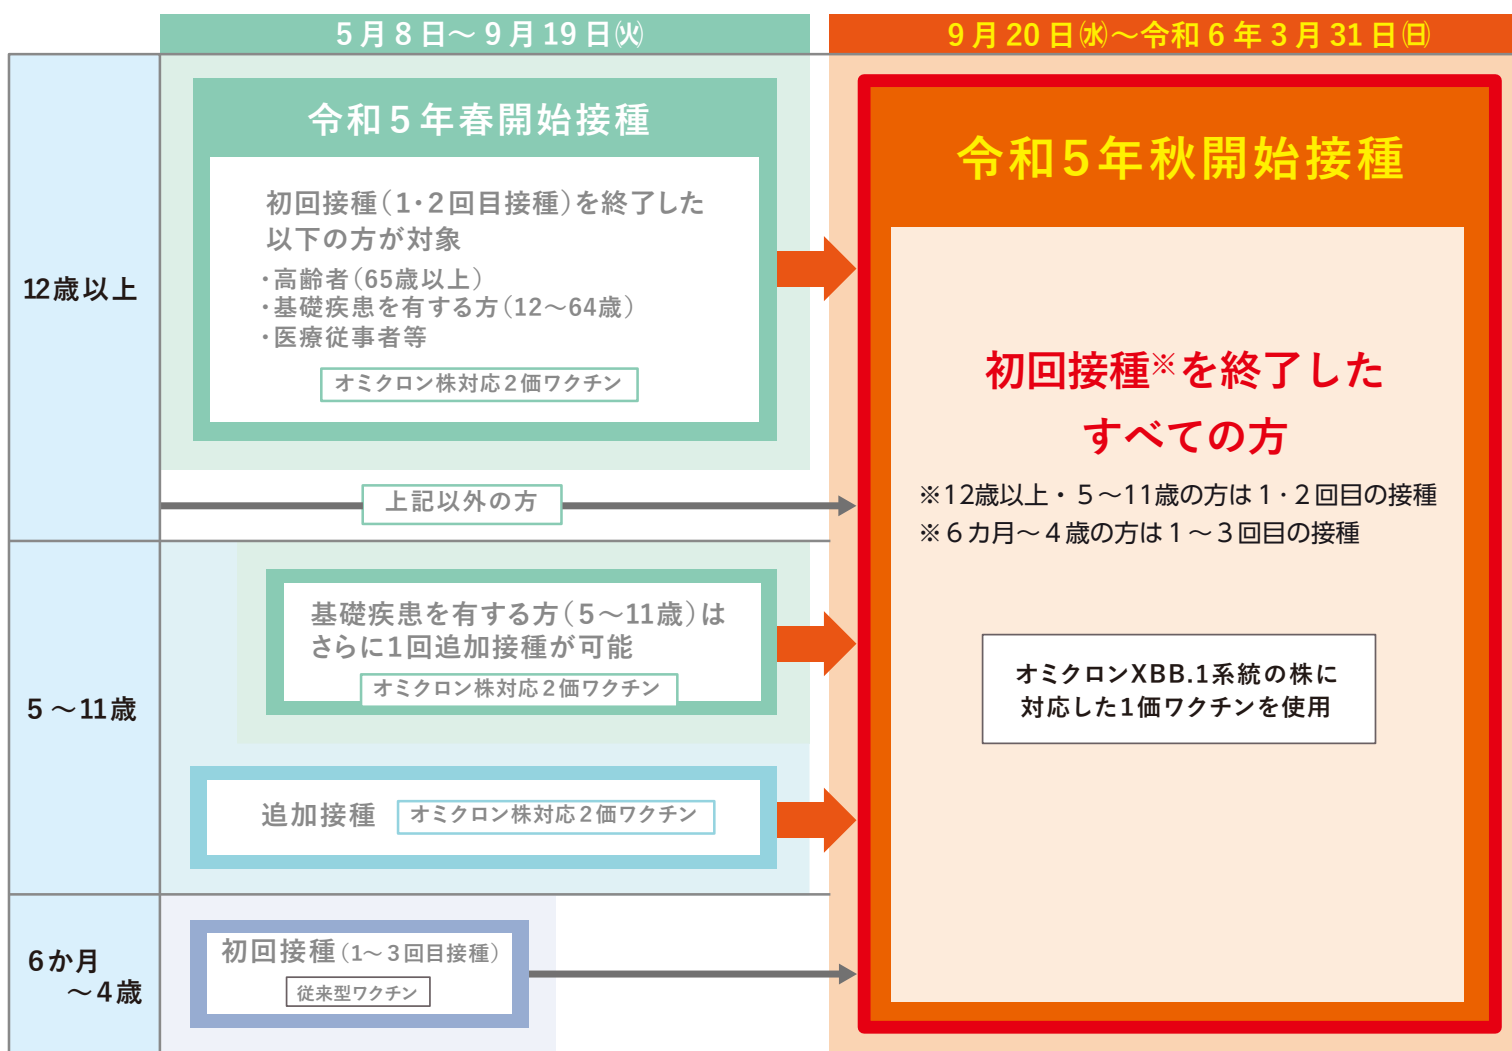 5月8日～9月19日㈫
9月20日㈬～令和6年3月31日㈰
12歳以上
令和5年春開始接種
初回接種（1・2回目接種）を終了した
以下の方が対象
・高齢者（65歳以上）
・基礎疾患を有する方（12～64歳）
・医療従事者等
オミクロン株対応2価ワクチン
上記以外の方
5～11歳
基礎疾患を有する方（5～11歳）は
さらに1回追加接種が可能
オミクロン株対応2価ワクチン
追加接種 オミクロン株対応2価ワクチン
6か月
～4歳
初回接種（1～3回目接種）
従来型ワクチン
令和5年秋開始接種
初回接種※を終了した
すべての方
※12歳以上・5～11歳の方は1・2回目の接種
※6カ月～4歳の方は1～3回目の接種
オミクロンXBB.1系統の株に
対応した1価ワクチンを使用